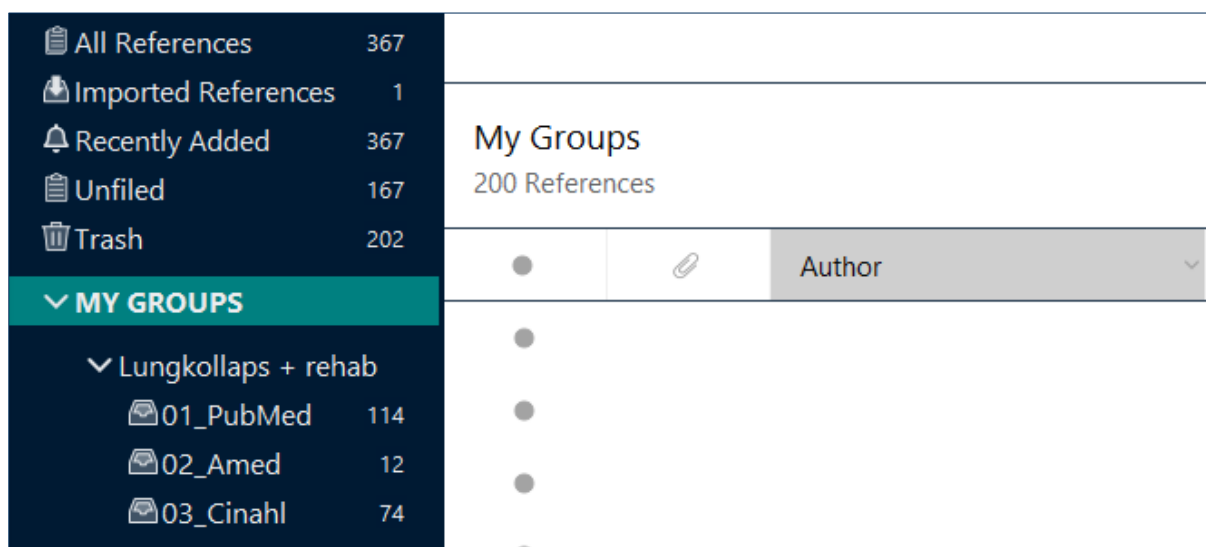 All References 367
Imported References 1
Recently Added 367
Unfiled 167
Trash 202
MY GROUPS
Lungkollaps + rehab
01_PubMed 114
02_Amed 12
03_Cinahl 74
My Groups
200 References
Author